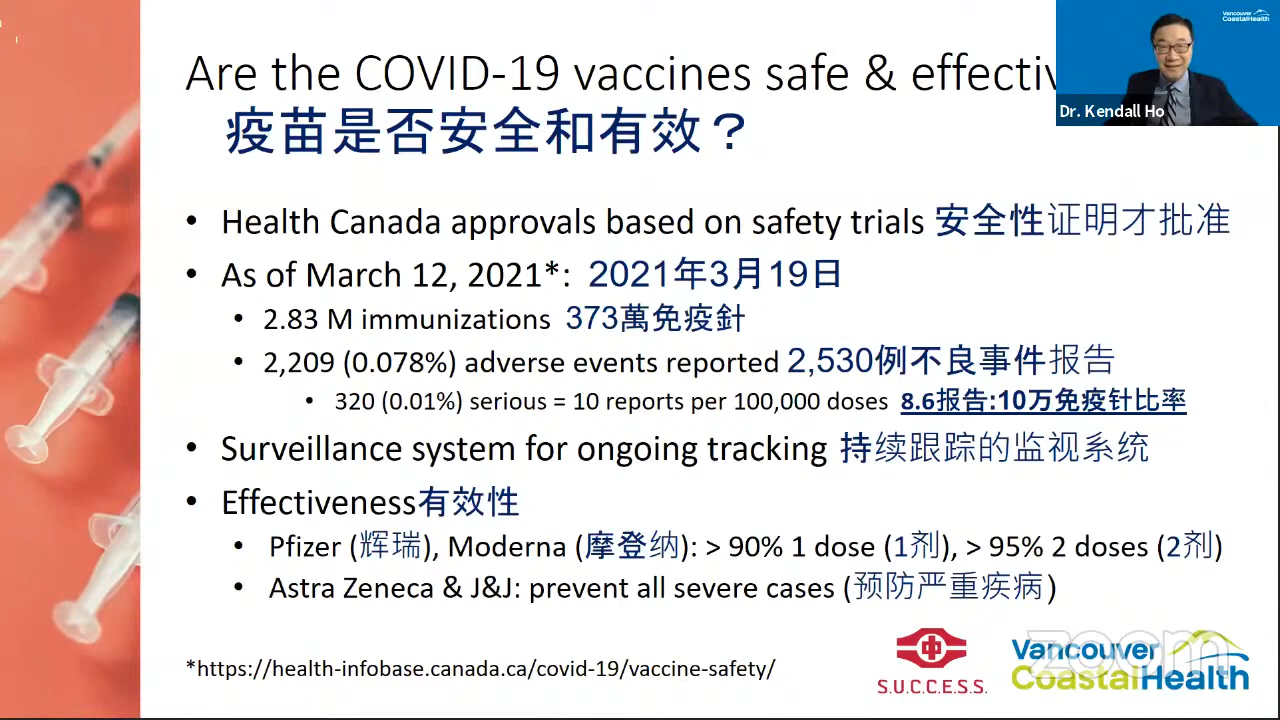 Are the COVID-19 vaccines safe & effectiv
疫苗是否安全和有效？
Vancouver
CoastalHealth
Dr. Kendall Ho
• Health Canada approvals based on safety trials 安全性证明才批准
• As of March 12, 2021*: 2021年3月19日
• 2.83 M immunizations 373萬免疫針
• 2,209 (0.078%) adverse events reported 2,530例不良事件报告
• 320 (0.01%) serious = 10 reports per 100,000 doses 8.6报告:10万免疫针比率
• Surveillance system for ongoing tracking 持续跟踪的监视系统
• Effectiveness有效性
• Pfizer (辉瑞), Moderna (摩登纳): > 90% 1 dose (1剂), > 95% 2 doses (2剂)
• Astra Zeneca & J&J: prevent all severe cases (预防严重疾病)
*https://health-infobase.canada.ca/covid-19/vaccine-safety/
S.U.C.C.E.S.S.
Vancouver
CoastalHealth
zoom